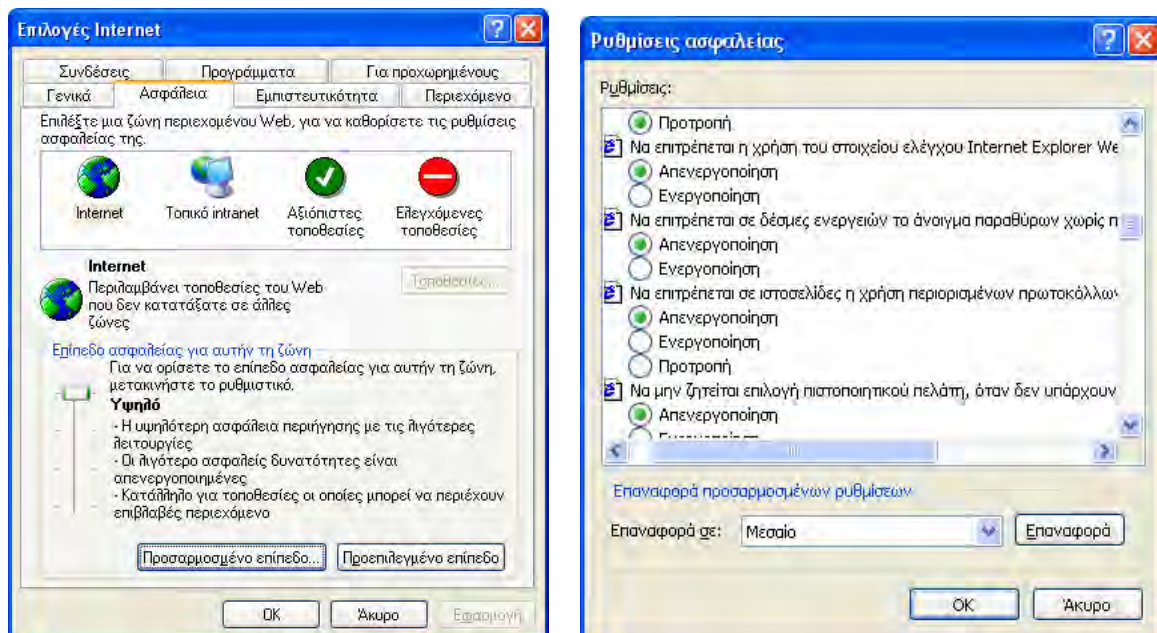 Επιλογές Internet
Συνδέσεις Προγράμματα Για προχωρημένους
Γενικά Ασφάλεια Εμπιστευτικότητα Περιεχόμενο
Επιλέξτε μια ζώνη περιεχομένου Web, για να καθορίσετε τις ρυθμίσεις
ασφαλείας της.
Internet Τοπικό intranet Αξιόπιστες τοποθεσίες Ελεγχόμενες τοποθεσίες
Internet
Περιλαμβάνει τοποθεσίες του Web
που δεν κατατάξατε σε άλλες
ζώνες
Τοποθεσίες...
Επίπεδο ασφαλείας για αυτήν τη ζώνη
Για να ορίσετε το επίπεδο ασφαλείας για αυτήν τη ζώνη,
μετακινήστε το ρυθμιστικό.
Υψηλό
- Η υψηλότερη ασφάλεια περιήγησης με τις λιγότερες
λειτουργίες
- Οι λιγότερο ασφαλείς δυνατότητες είναι
απενεργοποιημένες
- Κατάλληλο για τοποθεσίες οι οποίες μπορεί να περιέχουν
επιβλαβές περιεχόμενο
Προσαρμοσμένο επίπεδο... Προεπιλεγμένο επίπεδο
OK Άκυρο Εφαρμογή
Ρυθμίσεις ασφαλείας
Ρυθμίσεις:
Προτροπή
Να επιτρέπεται η χρήση του στοιχείου ελέγχου Internet Explorer We
Απενεργοποίηση
Ενεργοποίηση
Να επιτρέπεται σε δέσμες ενεργειών το άνοιγμα παραθύρων χωρίς π
Απενεργοποίηση
Ενεργοποίηση
Να επιτρέπεται σε ιστοσελίδες η χρήση περιορισμένων πρωτοκόλλων
Απενεργοποίηση
Ενεργοποίηση
Προτροπή
Να μην ζητείται επιλογή πιστοποιητικού πελάτη, όταν δεν υπάρχουν
Απενεργοποίηση
Επαναφορά προσαρμοσμένων ρυθμίσεων
Επαναφορά σε: Μεσαίο Επαναφορά
OK Άκυρο